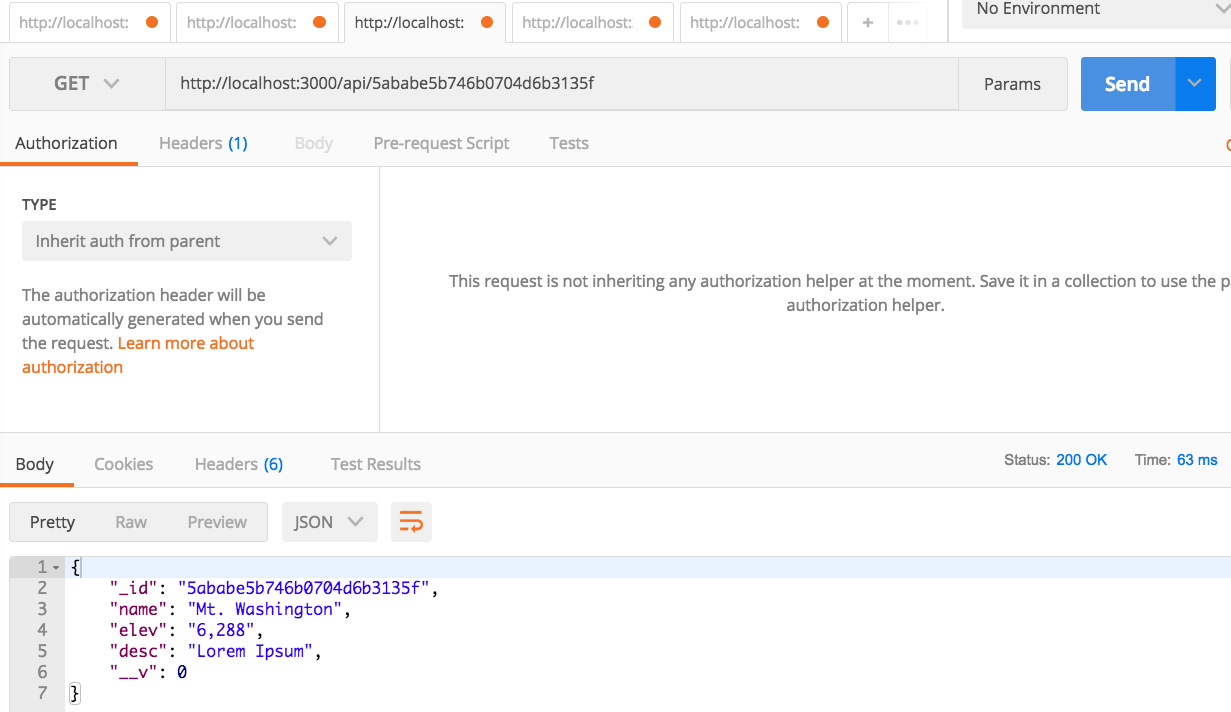 http://localhost: http://localhost: http://localhost: http://localhost: http://localhost: + No Environment
GET http://localhost:3000/api/5ababe5b746b0704d6b3135f Params Send
Authorization Headers (1) Body Pre-request Script Tests
TYPE
Inherit auth from parent
The authorization header will be
automatically generated when you send
the request. Learn more about
authorization
This request is not inheriting any authorization helper at the moment. Save it in a collection to use the
authorization helper.
Body Cookies Headers (6) Test Results Status: 200 OK Time: 63 ms
Pretty Raw Preview JSON
1 {
2 "_id": "5ababe5b746b0704d6b3135f",
3 "name": "Mt. Washington",
4 "elev": "6,288",
5 "desc": "Lorem Ipsum",
6 "__v": 0
7 }